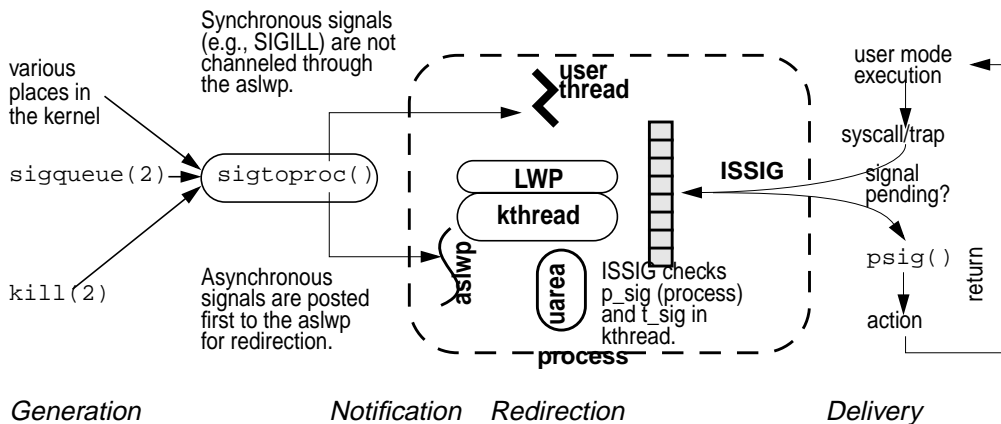 Synchronous signals
(e.g., SIGILL) are not
channeled through
the aslwp.
various
places in
the kernel
sigqueue(2)
kill(2)
sigtoproc()
Asynchronous
signals are posted
first to the aslwp
for redirection.
user
thread
LWP
kthread
aslwp
uarea
ISSIG checks
p_sig (process)
and t_sig in
kthread.
process
ISSIG
user mode
execution
syscall/trap
signal
pending?
psig()
action
return
Generation
Notification
Redirection
Delivery